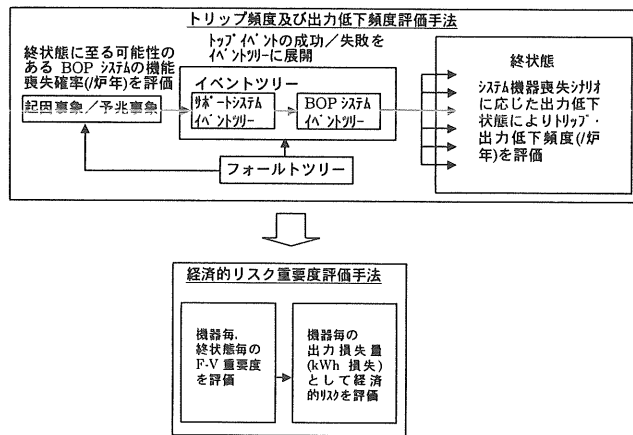 トリップ頻度及び出力低下頻度評価手法
終状態に至る可能性の
ある BOP システムの機能
喪失確率(/炉年)を評価
起因事象／予兆事象
トップイベントの成功／失敗を
イベントツリーに展開
イベントツリー
サポートシステム
イベントツリー
BOP システム
イベントツリー
フォールトツリー
終状態
システム機器喪失シナリオ
に応じた出力低下
状態によりトリップ・
出力低下頻度(/炉
年)を評価
経済的リスク重要度評価手法
機器毎,
終状態毎の
F-V 重要度
を評価
機器毎の
出力損失量
(kWh 損失)
として経済
的リスクを評価